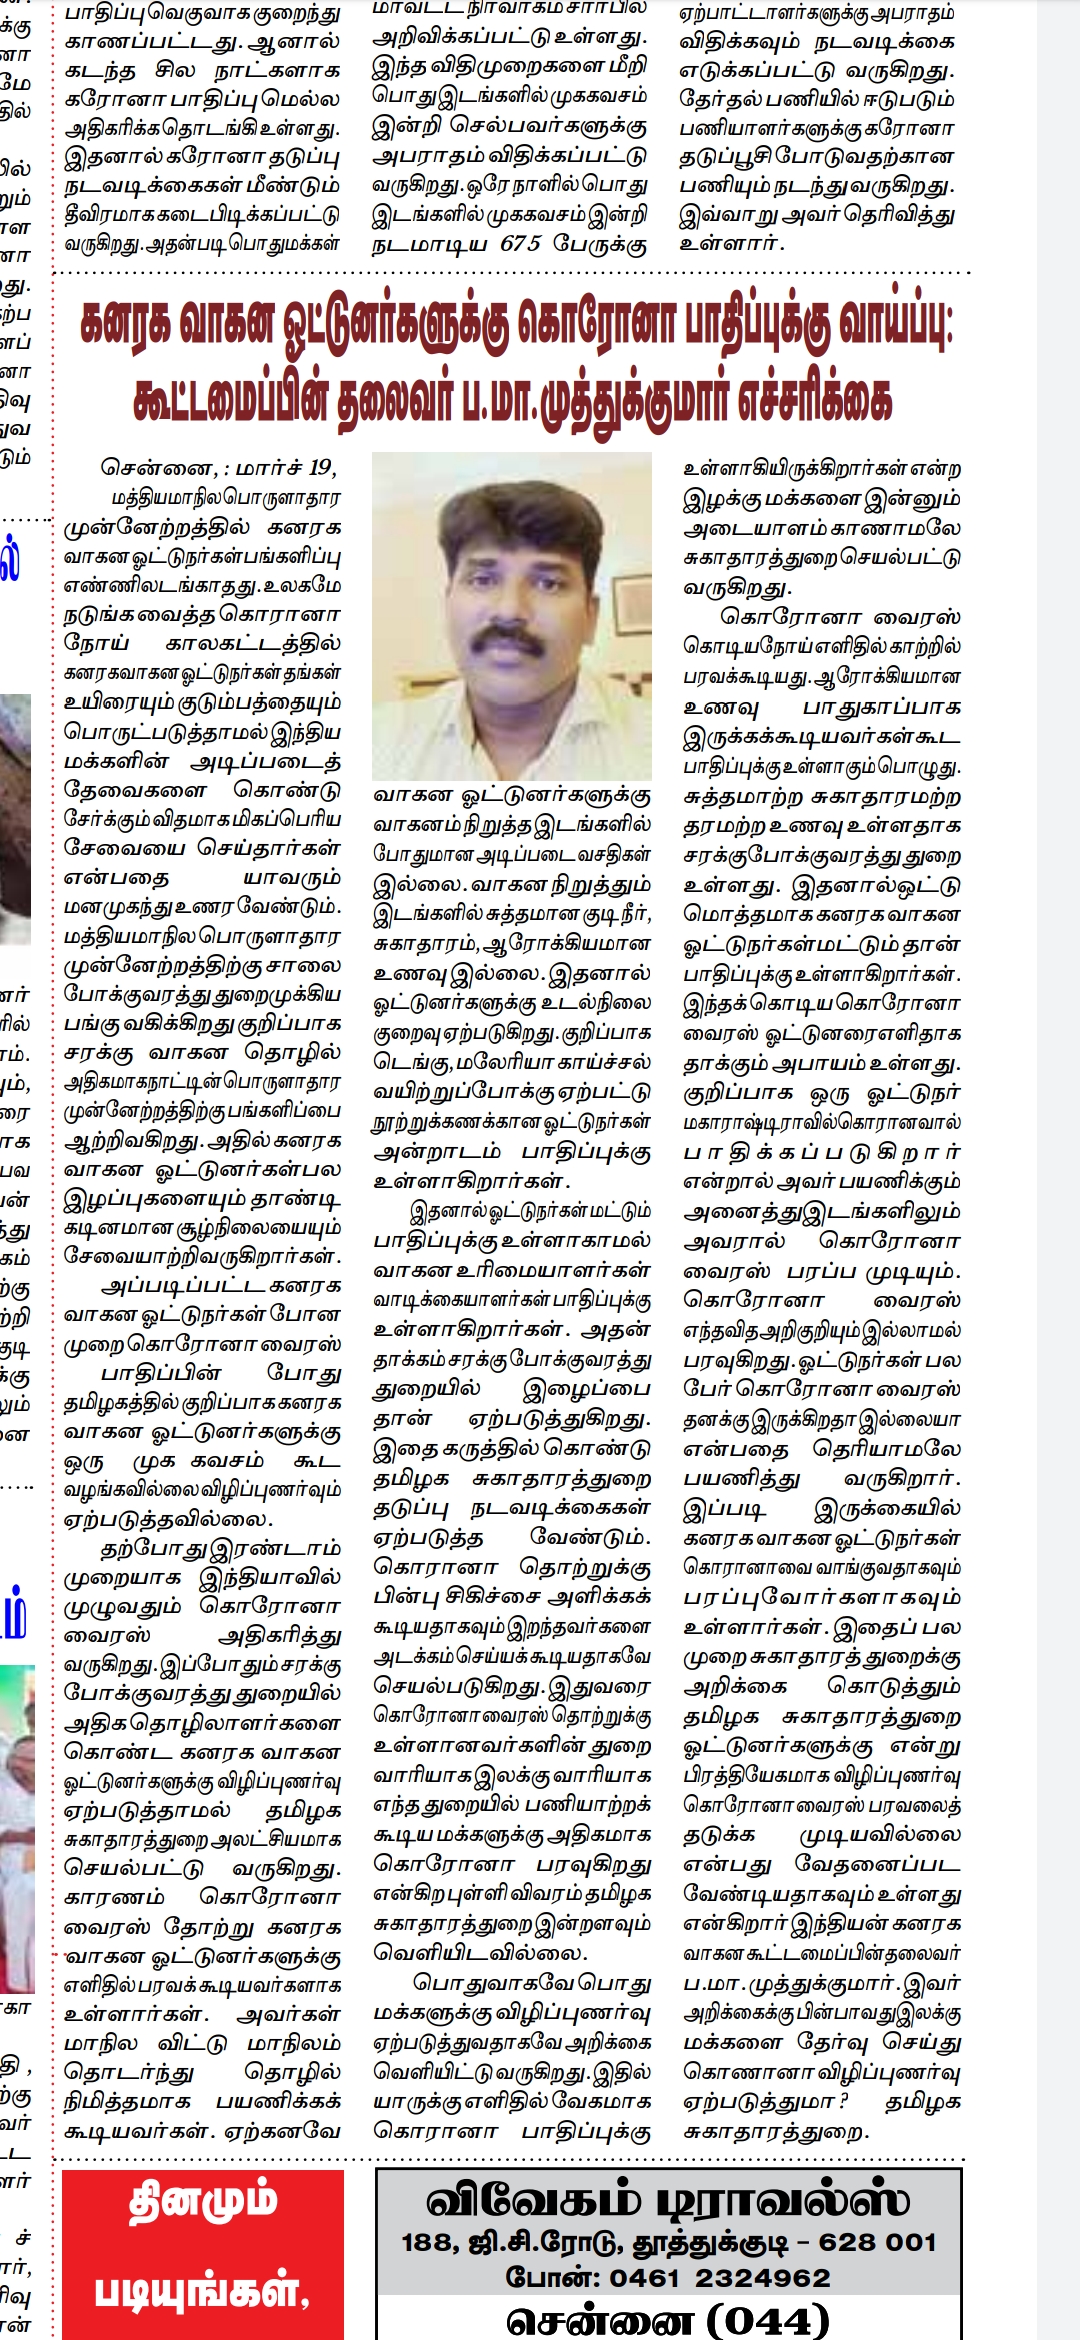 பாதிப்பு வெகுவாக குறைந்து
காணப்பட்டது. ஆனால்
கடந்த சில நாட்களாக
கரோனா பாதிப்பு மெல்ல
அதிகரிக்க தொடங்கி உள்ளது.
இதனால் கரோனா தடுப்பு
நடவடிக்கைகள் மீண்டும்
தீவிரமாக கடைபிடிக்கப்பட்டு
வருகிறது. அதன்படி பொதுமக்கள்
மாவட்ட நிர்வாகம் சார்பில்
அறிவிக்கப்பட்டு உள்ளது.
இந்த விதிமுறைகளை மீறி
பொது இடங்களில் முககவசம்
இன்றி செல்பவர்களுக்கு
அபராதம் விதிக்கப்பட்டு
வருகிறது. ஒரே நாளில் பொது
இடங்களில் முககவசம் இன்றி
நடமாடிய 675 பேருக்கு
ஏற்பாட்டாளர்களுக்கு அபராதம்
விதிக்கவும் நடவடிக்கை
எடுக்கப்பட்டு வருகிறது.
தேர்தல் பணியில் ஈடுபடும்
பணியாளர்களுக்கு கரோனா
தடுப்பூசி போடுவதற்கான
பணியும் நடந்து வருகிறது.
இவ்வாறு அவர் தெரிவித்து
உள்ளார்.
கனரக வாகன ஓட்டுனர்களுக்கு கொரோனா பாதிப்புக்கு வாய்ப்பு:
கூட்டமைப்பின் தலைவர் ப.மா.முத்துக்குமார் எச்சரிக்கை
சென்னை, : மார்ச் 19,
மத்திய மாநில பொருளாதார
முன்னேற்றத்தில் கனரக
வாகன ஓட்டுநர்கள் பங்களிப்பு
எண்ணிலடங்காதது. உலகமே
நடுங்க வைத்த கொரானா
நோய் காலகட்டத்தில்
கனரக வாகன ஓட்டுநர்கள் தங்கள்
உயிரையும் குடும்பத்தையும்
பொருட்படுத்தாமல் இந்திய
மக்களின் அடிப்படைத்
தேவைகளை கொண்டு
சேர்க்கும் விதமாக மிகப்பெரிய
சேவையை செய்தார்கள்
என்பதை யாவரும்
மனமுகந்து உணர வேண்டும்.
மத்திய மாநில பொருளாதார
முன்னேற்றத்திற்கு சாலை
போக்குவரத்து துறை முக்கிய
பங்கு வகிக்கிறது குறிப்பாக
சரக்கு வாகன தொழில்
அதிகமாக நாட்டின் பொருளாதார
முன்னேற்றத்திற்கு பங்களிப்பை
ஆற்றிவகிறது. அதில் கனரக
வாகன ஓட்டுனர்கள் பல
இழப்புகளையும் தாண்டி
கடினமான சூழ்நிலையையும்
சேவையாற்றி வருகிறார்கள்.
அப்படிப்பட்ட கனரக
வாகன ஓட்டுநர்கள் போன
முறை கொரோனா வைரஸ்
பாதிப்பின் போது
தமிழகத்தில் குறிப்பாக கனரக
வாகன ஓட்டுனர்களுக்கு
ஒரு முக கவசம் கூட
வழங்கவில்லை விழிப்புணர்வும்
ஏற்படுத்தவில்லை.
தற்போது இரண்டாம்
முறையாக இந்தியாவில்
முழுவதும் கொரோனா
வைரஸ் அதிகரித்து
வருகிறது. இப்போதும் சரக்கு
போக்குவரத்து துறையில்
அதிக தொழிலாளர்களை
கொண்ட கனரக வாகன
ஓட்டுனர்களுக்கு விழிப்புணர்வு
ஏற்படுத்தாமல் தமிழக
சுகாதாரத்துறை அலட்சியமாக
செயல்பட்டு வருகிறது.
காரணம் கொரோனா
வைரஸ் தோற்று கனரக
வாகன ஓட்டுனர்களுக்கு
எளிதில் பரவக்கூடியவர்களாக
உள்ளார்கள். அவர்கள்
மாநில விட்டு மாநிலம்
தொடர்ந்து தொழில்
நிமித்தமாக பயணிக்கக்
கூடியவர்கள். ஏற்கனவே
வாகன ஓட்டுனர்களுக்கு
வாகனம் நிறுத்த இடங்களில்
போதுமான அடிப்படை வசதிகள்
இல்லை. வாகன நிறுத்தும்
இடங்களில் சுத்தமான குடிநீர்,
சுகாதாரம், ஆரோக்கியமான
உணவு இல்லை. இதனால்
ஓட்டுனர்களுக்கு உடல்நிலை
குறைவு ஏற்படுகிறது. குறிப்பாக
டெங்கு, மலேரியா காய்ச்சல்
வயிற்றுப்போக்கு ஏற்பட்டு
நூற்றுக்கணக்கான ஓட்டுநர்கள்
அன்றாடம் பாதிப்புக்கு
உள்ளாகிறார்கள்.
இதனால் ஓட்டுநர்கள் மட்டும்
பாதிப்புக்கு உள்ளாகாமல்
வாகன உரிமையாளர்கள்
வாடிக்கையாளர்கள் பாதிப்புக்கு
உள்ளாகிறார்கள். அதன்
தாக்கம் சரக்கு போக்குவரத்து
துறையில் இழைப்பை
தான் ஏற்படுத்துகிறது.
இதை கருத்தில் கொண்டு
தமிழக சுகாதாரத்துறை
தடுப்பு நடவடிக்கைகள்
ஏற்படுத்த வேண்டும்.
கொரானா தொற்றுக்கு
பின்பு சிகிச்சை அளிக்கக்
கூடியதாகவும் இறந்தவர்களை
அடக்கம் செய்யக்கூடியதாகவே
செயல்படுகிறது. இதுவரை
கொரோனா வைரஸ் தொற்றுக்கு
உள்ளானவர்களின் துறை
வாரியாக இலக்கு வாரியாக
எந்த துறையில் பணியாற்றக்
கூடிய மக்களுக்கு அதிகமாக
கொரோனா பரவுகிறது
என்கிற புள்ளி விவரம் தமிழக
சுகாதாரத்துறை இன்றளவும்
வெளியிடவில்லை.
பொதுவாகவே பொது
மக்களுக்கு விழிப்புணர்வு
ஏற்படுத்துவதாகவே அறிக்கை
வெளியிட்டு வருகிறது. இதில்
யாருக்கு எளிதில் வேகமாக
கொரானா பாதிப்புக்கு
உள்ளாகியிருக்கிறார்கள் என்ற
இழக்கு மக்களை இன்னும்
அடையாளம் காணாமலே
சுகாதாரத்துறை செயல்பட்டு
வருகிறது.
கொரோனா வைரஸ்
கொடிய நோய் எளிதில் காற்றில்
பரவக்கூடியது. ஆரோக்கியமான
உணவு பாதுகாப்பாக
இருக்கக்கூடியவர்கள் கூட
பாதிப்புக்கு உள்ளாகும் பொழுது.
சுத்தமாற்ற சுகாதாரமற்ற
தரமற்ற உணவு உள்ளதாக
சரக்கு போக்குவரத்து துறை
உள்ளது. இதனால் ஒட்டு
மொத்தமாக கனரக வாகன
ஓட்டுநர்கள் மட்டும் தான்
பாதிப்புக்கு உள்ளாகிறார்கள்.
இந்தக் கொடிய கொரோனா
வைரஸ் ஓட்டுனரை எளிதாக
தாக்கும் அபாயம் உள்ளது.
குறிப்பாக ஒரு ஓட்டுநர்
மகாராஷ்டிராவில் கொரானவால்
பாதிக்கப்படுகிறார்
என்றால் அவர் பயணிக்கும்
அனைத்து இடங்களிலும்
அவரால் கொரோனா
வைரஸ் பரப்ப முடியும்.
கொரோனா வைரஸ்
எந்தவித அறிகுறியும் இல்லாமல்
பரவுகிறது. ஓட்டுநர்கள் பல
பேர் கொரோனா வைரஸ்
தனக்கு இருக்கிறதா இல்லையா
என்பதை தெரியாமலே
பயணித்து வருகிறார்.
இப்படி இருக்கையில்
கனரக வாகன ஓட்டுநர்கள்
கொரானாவை வாங்குவதாகவும்
பரப்புவோர்களாகவும்
உள்ளார்கள். இதைப் பல
முறை சுகாதாரத்துறைக்கு
அறிக்கை கொடுத்தும்
தமிழக சுகாதாரத்துறை
ஓட்டுனர்களுக்கு என்று
பிரத்தியேகமாக விழிப்புணர்வு
கொரோனா வைரஸ் பரவலைத்
தடுக்க முடியவில்லை
என்பது வேதனைப்பட
வேண்டியதாகவும் உள்ளது
என்கிறார் இந்தியன் கனரக
வாகன கூட்டமைப்பின் தலைவர்
ப.மா. முத்துக்குமார். இவர்
அறிக்கைக்கு பின்பாவது இலக்கு
மக்களை தேர்வு செய்து
கொணானா விழிப்புணர்வு
ஏற்படுத்துமா? தமிழக
சுகாதாரத்துறை.
தினமும்
படியுங்கள்,
விவேகம் டிராவல்ஸ்
188, ஜி.சி.ரோடு, தூத்துக்குடி - 628 001
போன்: 0461 2324962
சென்னை (044)